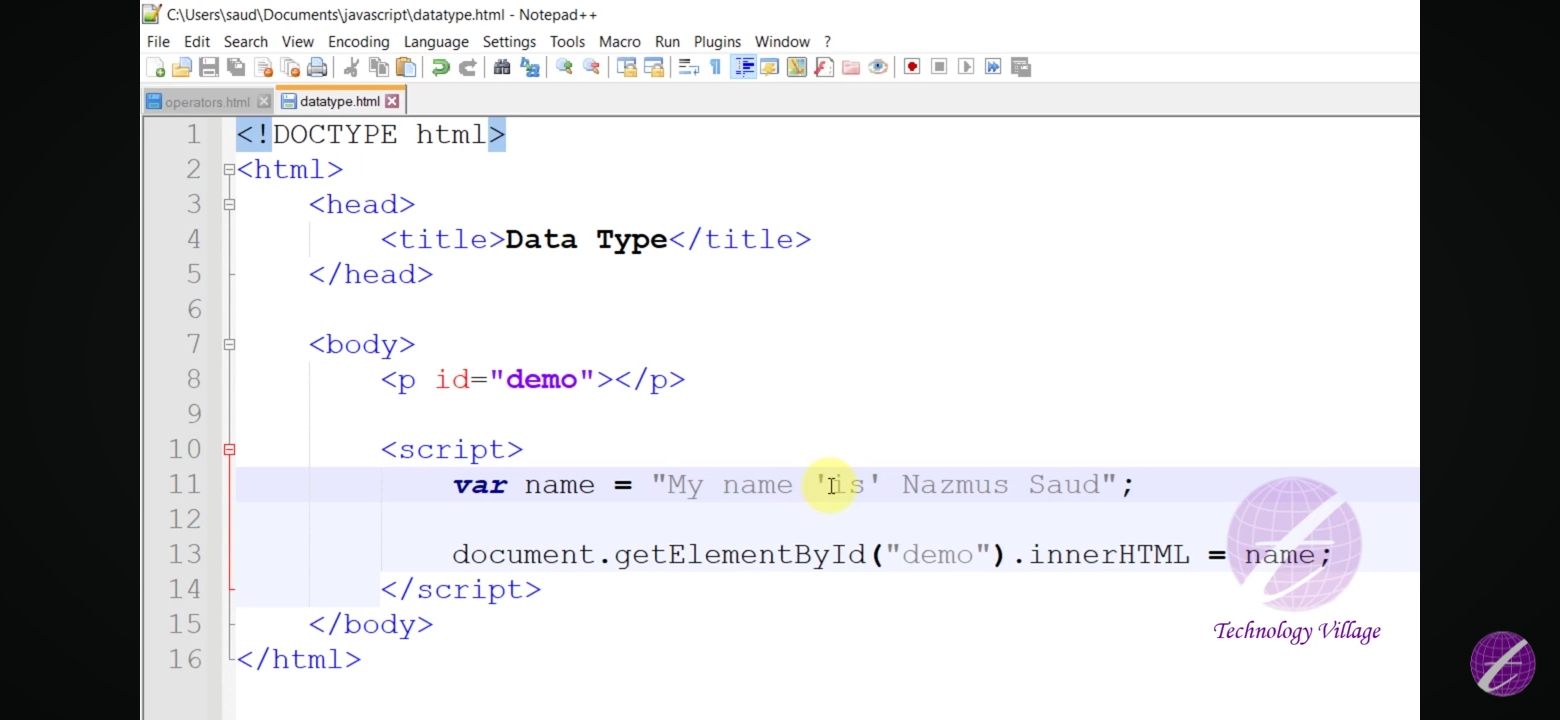 C:\Users\saud\Documents\javascript\datatype.html - Notepad++
File Edit Search View Encoding Language Settings Tools Macro Run Plugins Window ?
operators.html datatype.html
1 <!DOCTYPE html>
2 <html>
3 <head>
4 <title>Data Type</title>
5 </head>
6
7 <body>
8 <p id="demo"></p>
9
10 <script>
11 var name = "My name 'is' Nazmus Saud";
12
13 document.getElementById("demo").innerHTML = name;
14 </script>
15 </body>
16 </html>
Technology Village